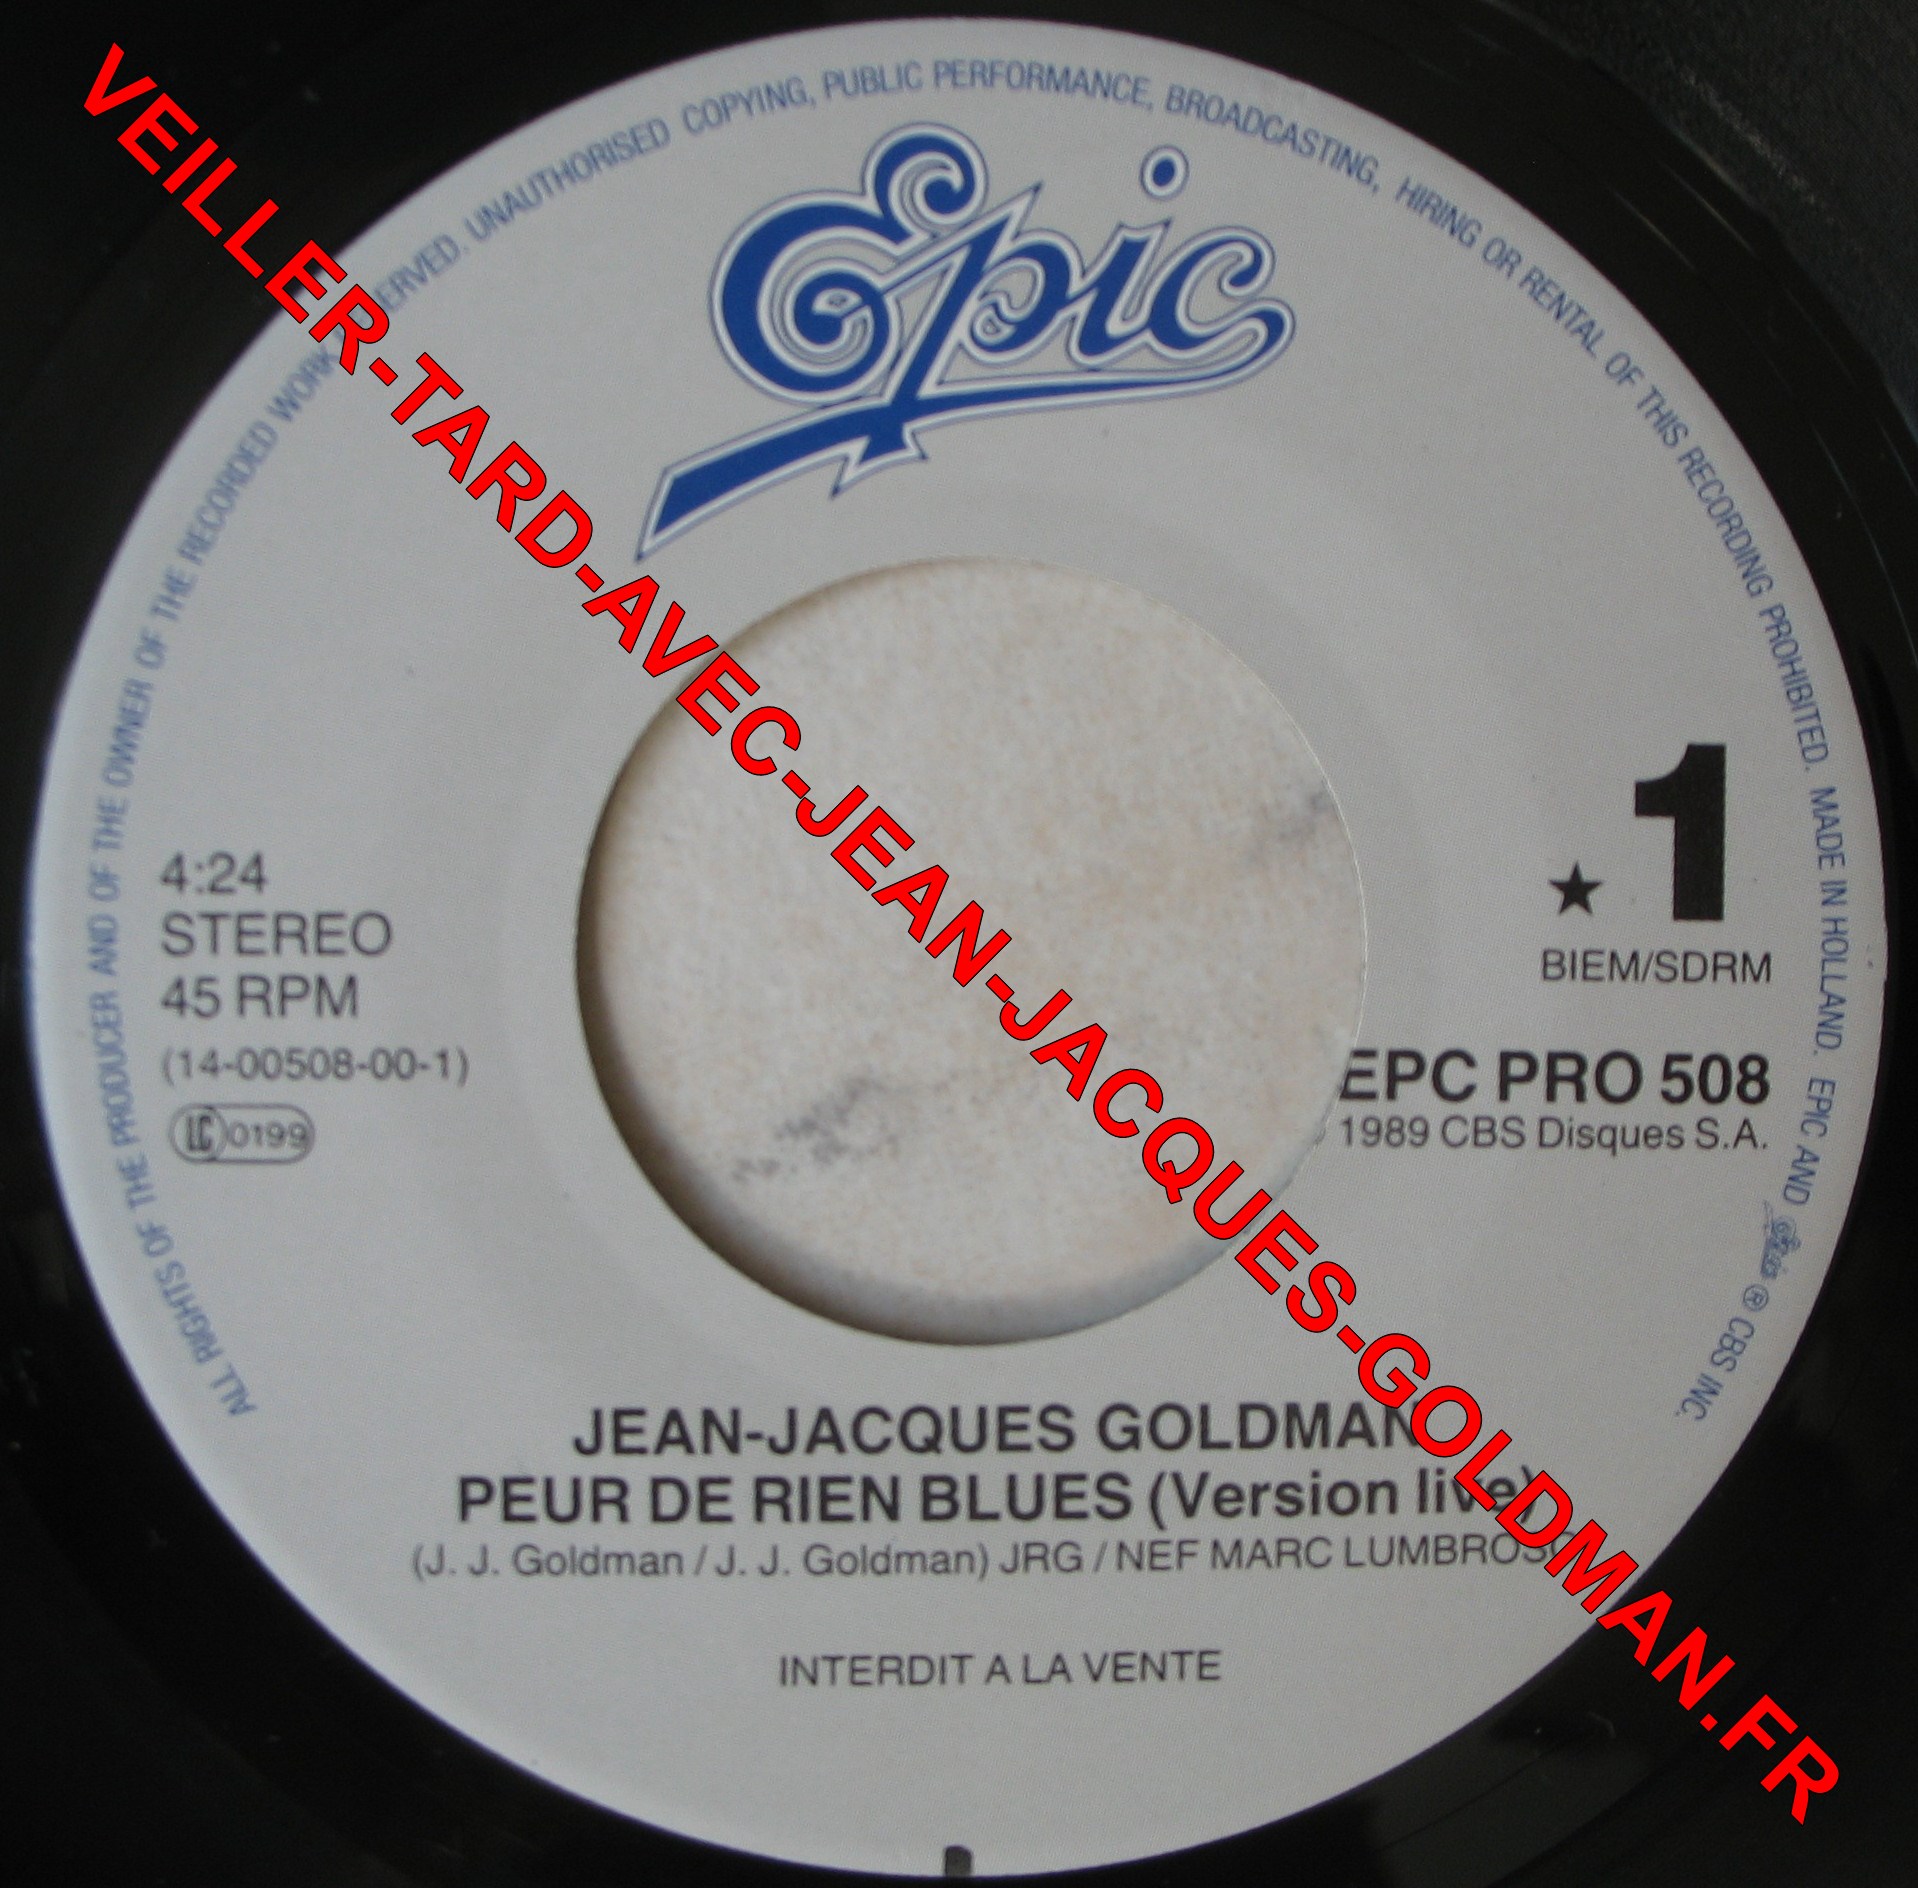 ALL RIGHTS OF THE PRODUCER AND OF THE OWNER OF THE RECORDED WORK RESERVED. UNAUTHORISED COPYING, PUBLIC PERFORMANCE, BROADCASTING, HIRING OR RENTAL OF THIS RECORDING PROHIBITED. MADE IN HOLLAND. EPIC AND Epic ® CBS INC.
Epic
VEILLER-TARD-AVEC-JEAN-JACQUES-GOLDMAN.FR
4:24
STEREO
45 RPM
(14-00508-00-1)
LC 0199
★ 1
BIEM/SDRM
EPC PRO 508
1989 CBS Disques S.A.
JEAN-JACQUES GOLDMAN
PEUR DE RIEN BLUES (Version live)
(J. J. Goldman / J. J. Goldman) JRG / NEF MARC LUMBROSO
INTERDIT A LA VENTE